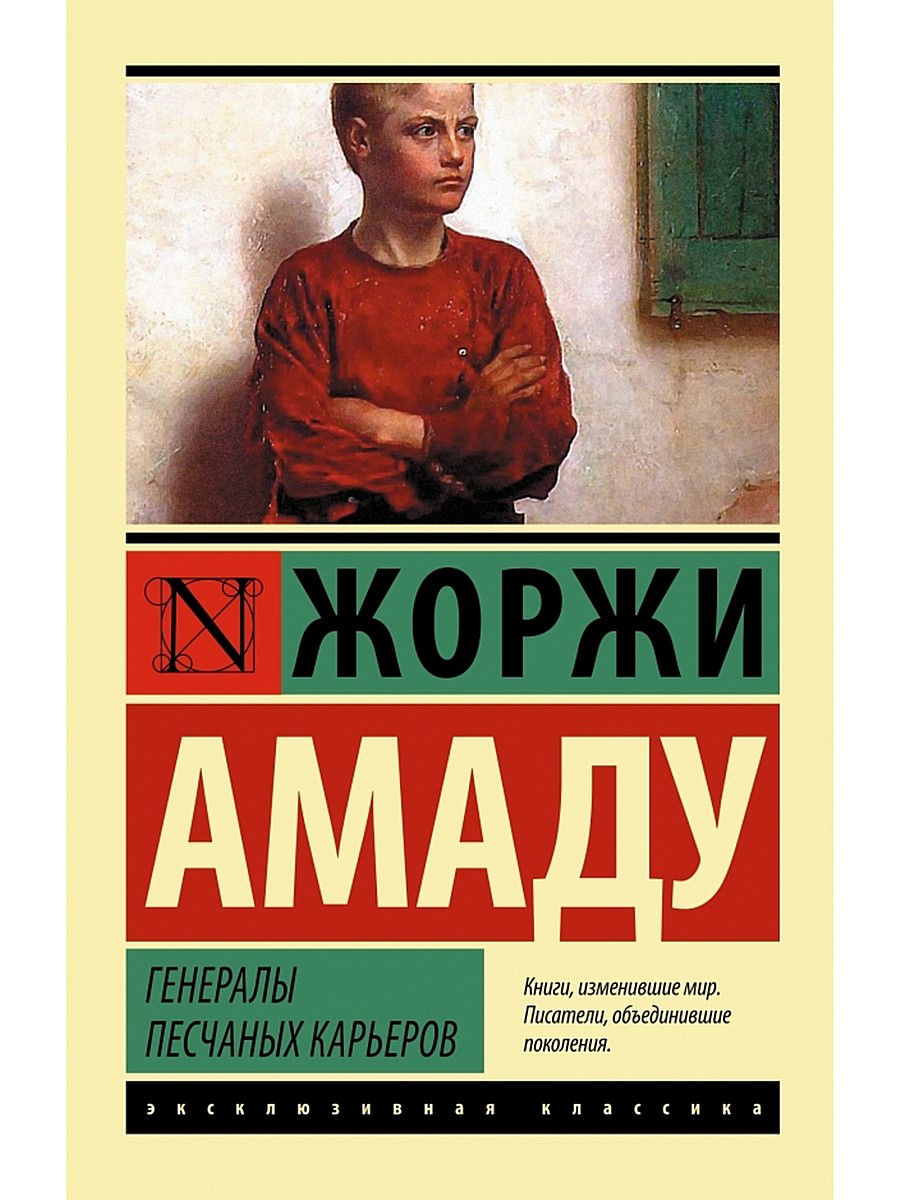 N
ЖОРЖИ
АМАДУ
ГЕНЕРАЛЫ
ПЕСЧАНЫХ КАРЬЕРОВ
Книги, изменившие мир.
Писатели, объединившие
поколения.
эксклюзивная классика